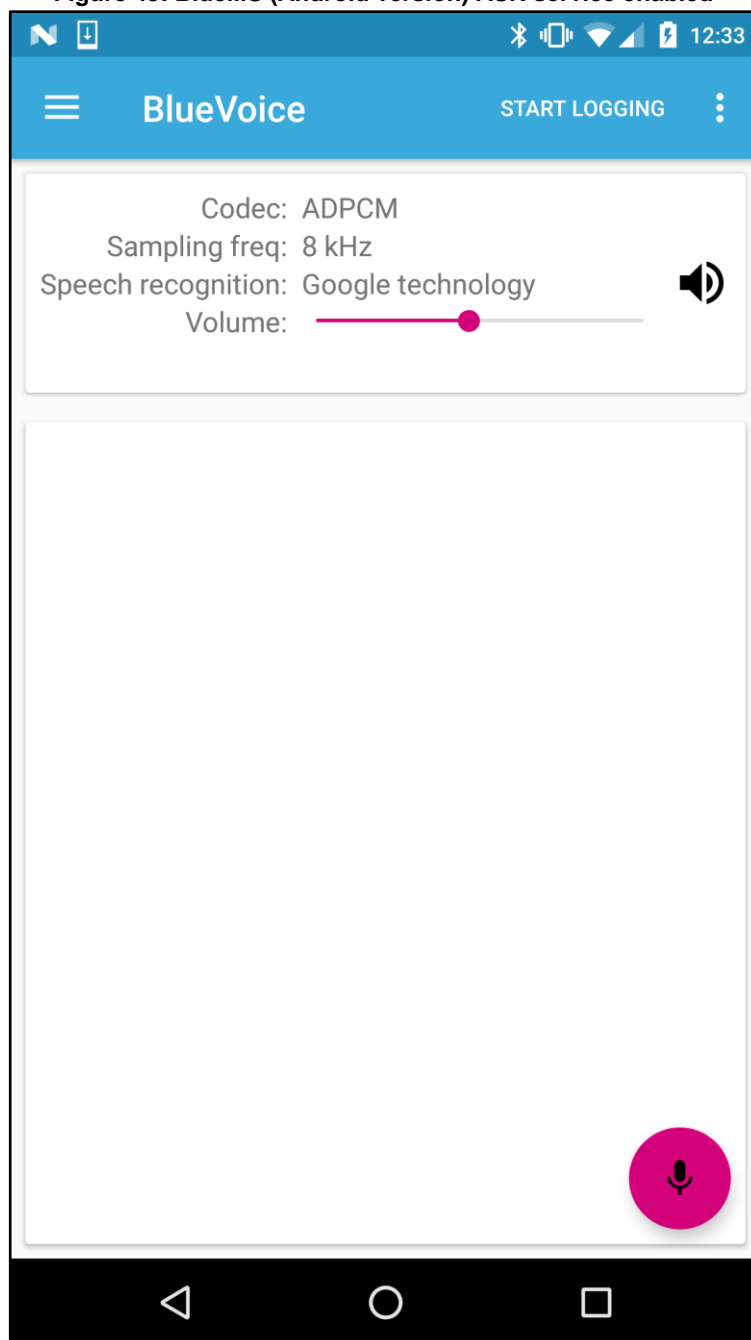 12:33
BlueVoice START LOGGING
Codec: ADPCM
Sampling freq: 8 kHz
Speech recognition: Google technology
Volume: